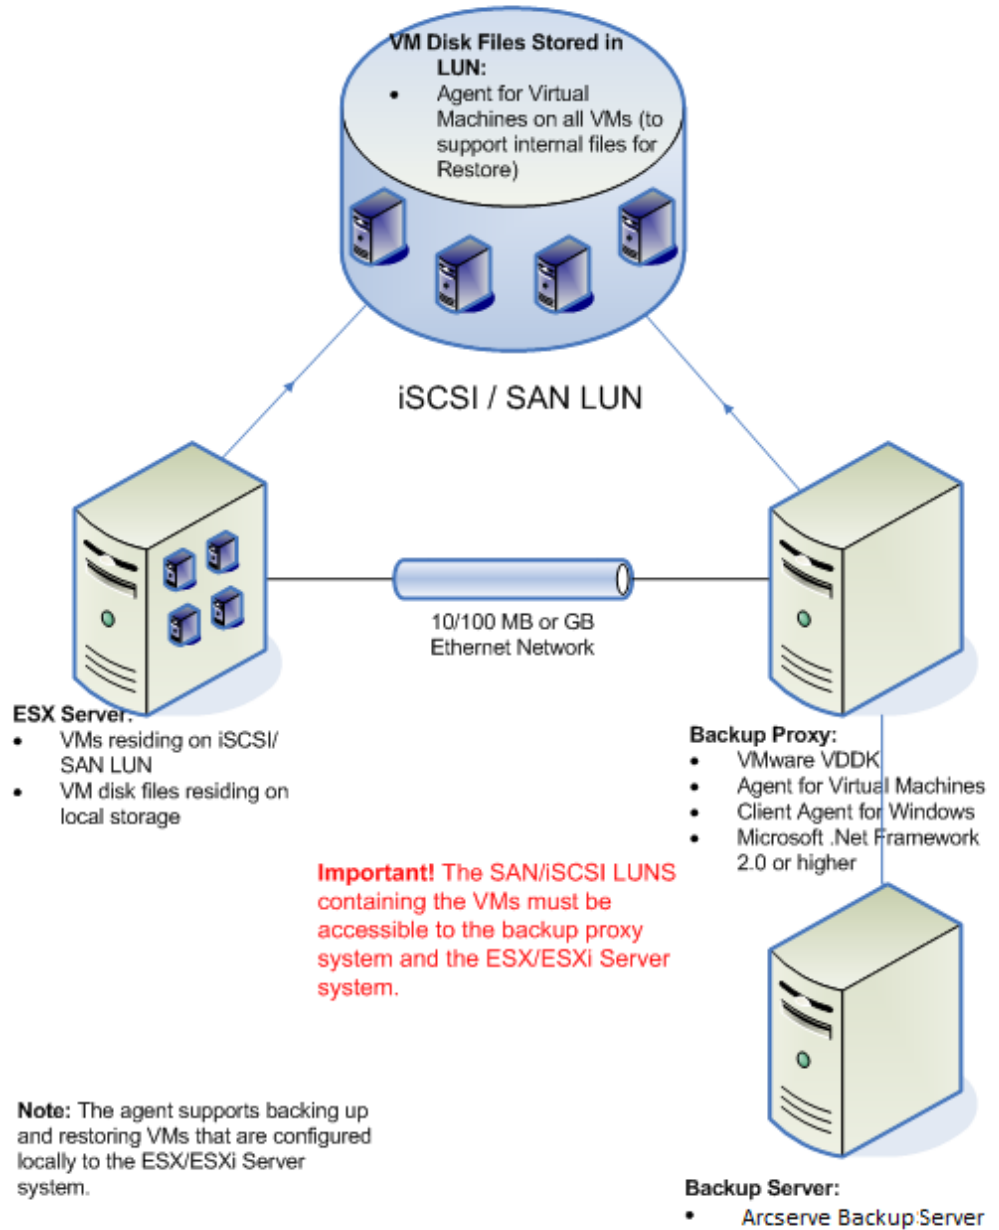 VM Disk Files Stored in
LUN:
• Agent for Virtual
Machines on all VMs (to
support internal files for
Restore)
iSCSI / SAN LUN
10/100 MB or GB
Ethernet Network
ESX Server:
• VMs residing on iSCSI/
SAN LUN
• VM disk files residing on
local storage
Backup Proxy:
• VMware VDDK
• Agent for Virtual Machines
• Client Agent for Windows
• Microsoft .Net Framework
2.0 or higher
Important! The SAN/iSCSI LUNS
containing the VMs must be
accessible to the backup proxy
system and the ESX/ESXi Server
system.
Note: The agent supports backing up
and restoring VMs that are configured
locally to the ESX/ESXi Server
system.
Backup Server:
• Arcserve Backup Server